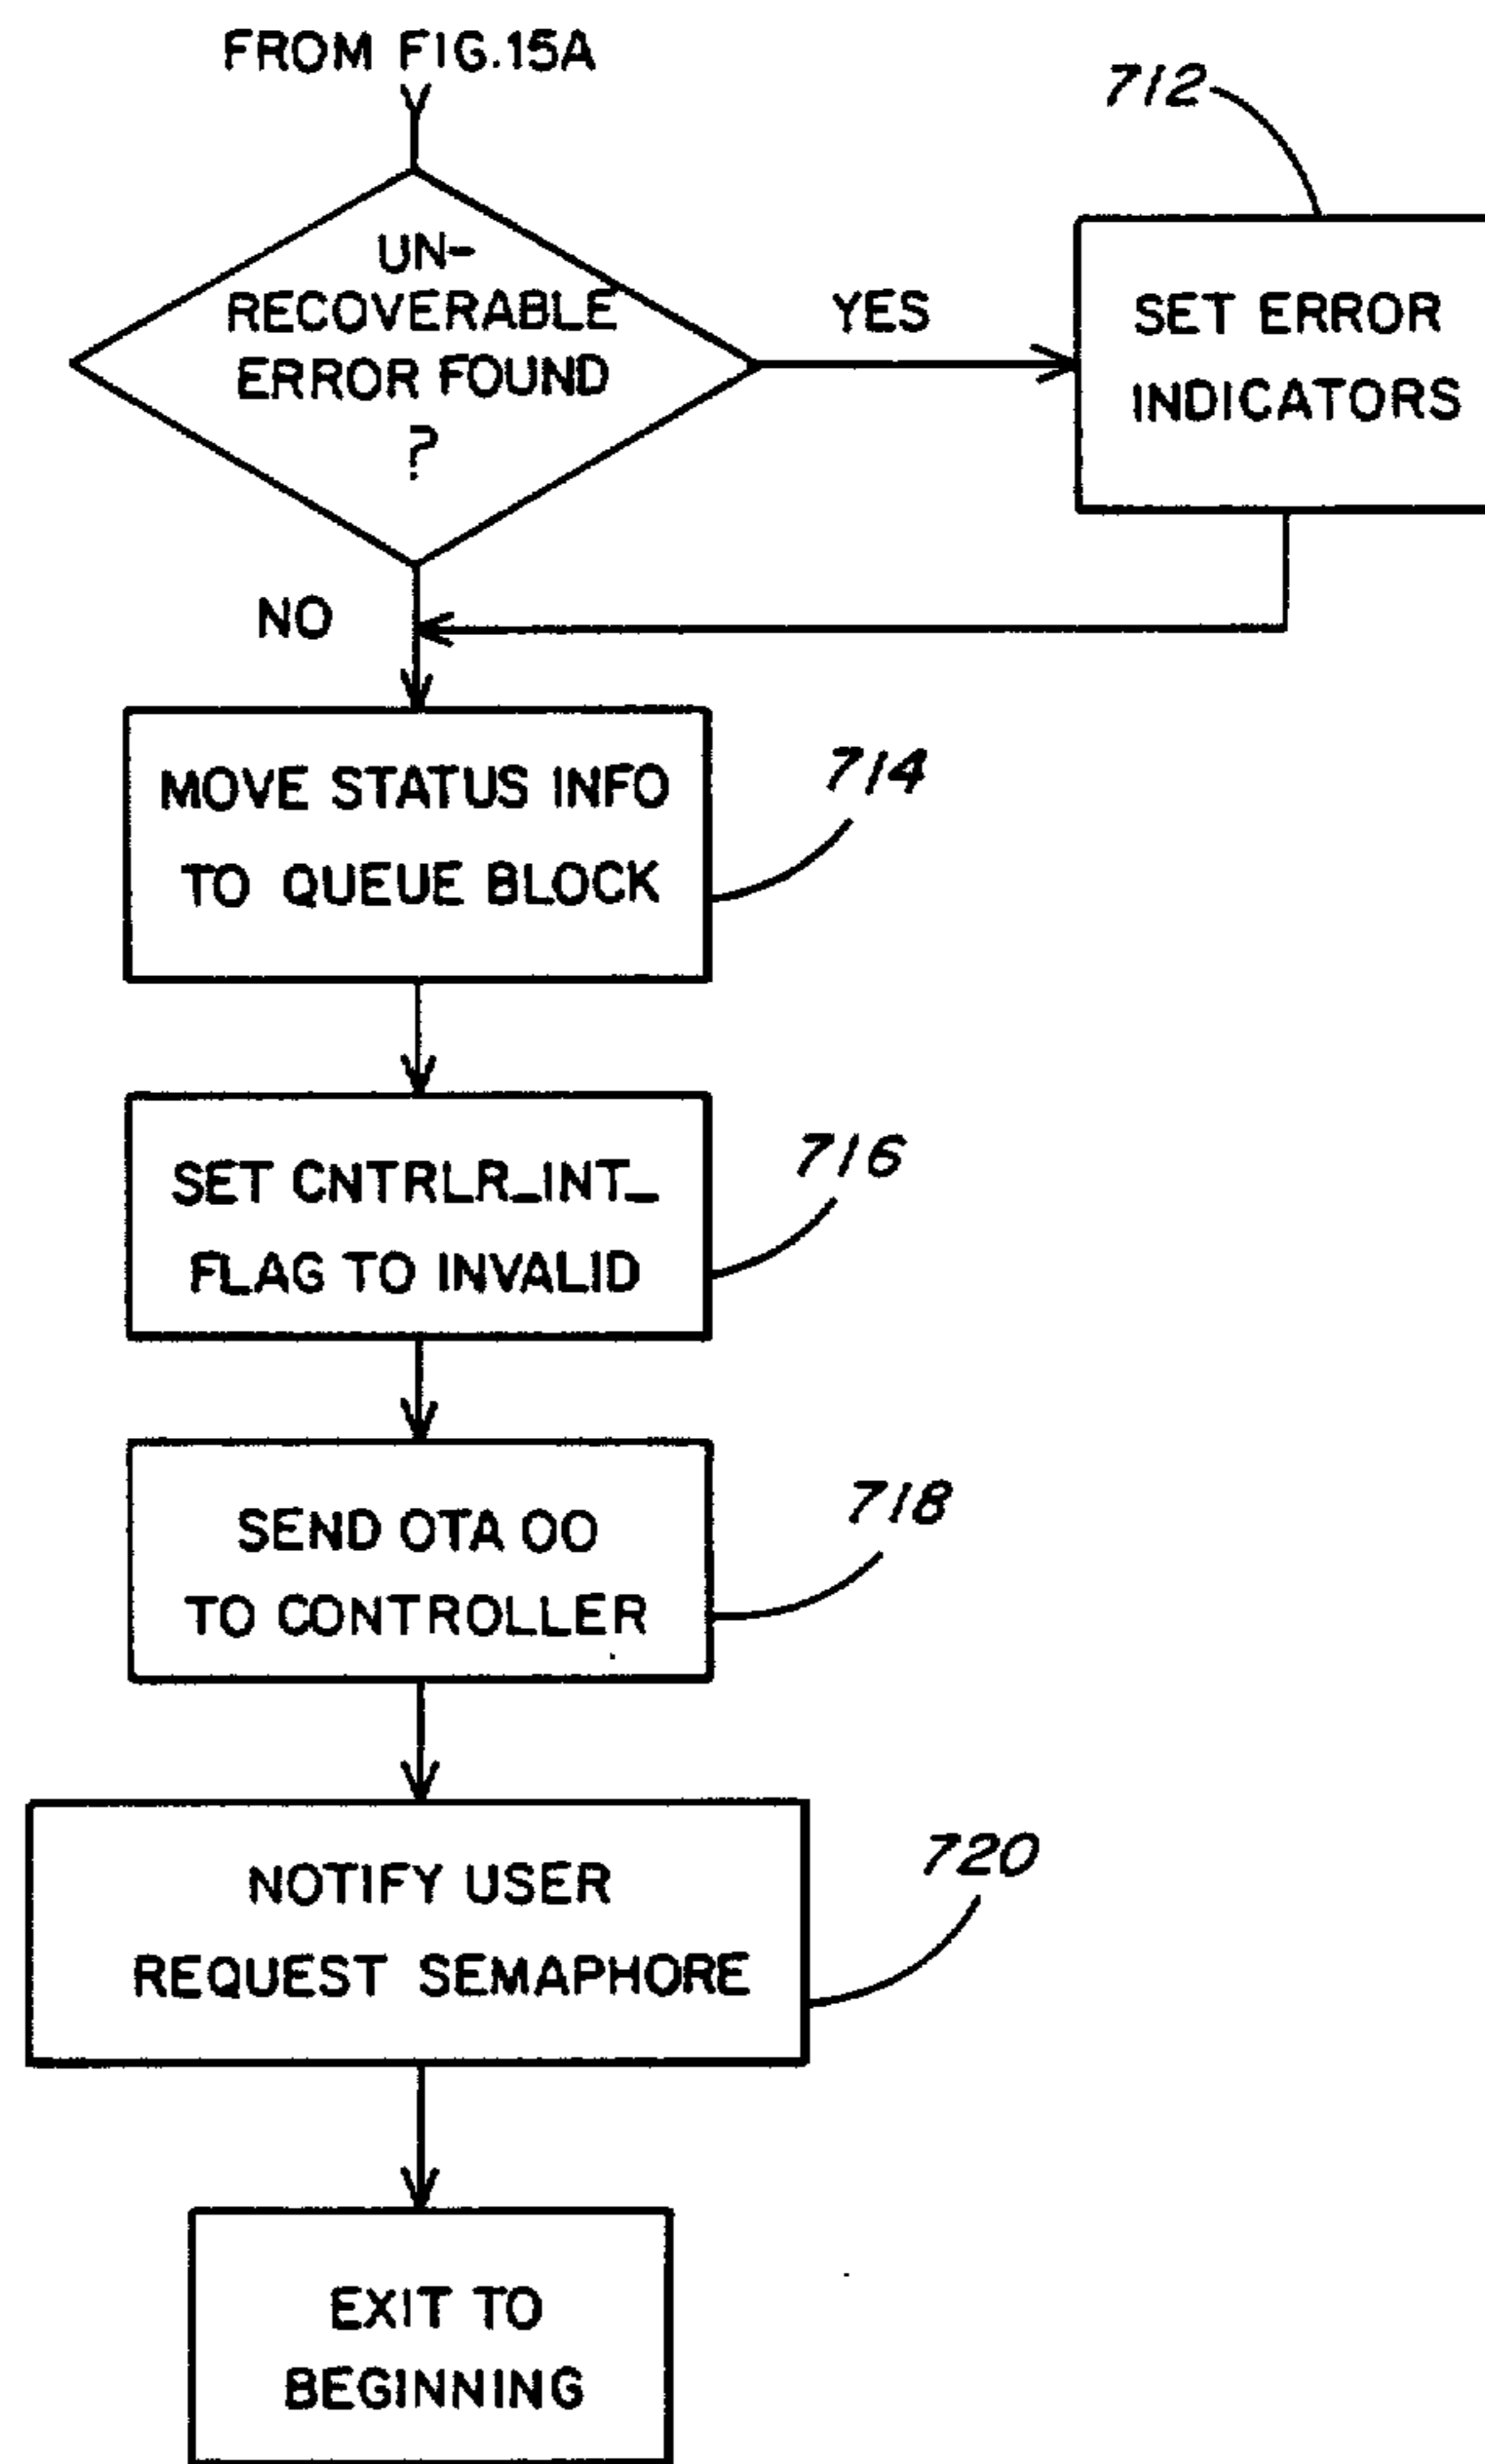 FROM FIG.15A
712
UN-
RECOVERABLE
ERROR FOUND
?
YES
SET ERROR
INDICATORS
NO
MOVE STATUS INFO
TO QUEUE BLOCK
714
SET CNTRLR_INT_
FLAG TO INVALID
716
SEND OTA 00
TO CONTROLLER
718
NOTIFY USER
REQUEST SEMAPHORE
720
EXIT TO
BEGINNING